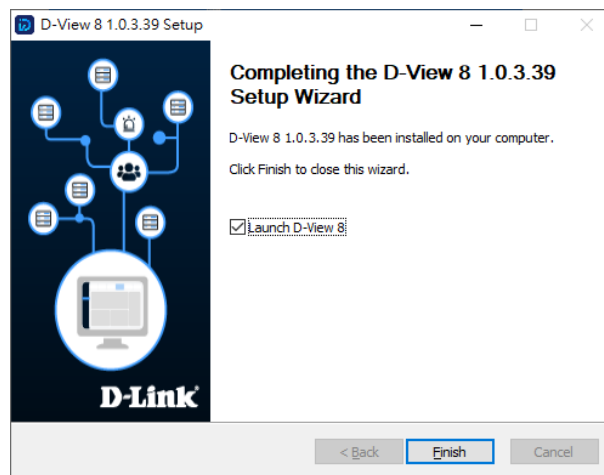 D-View 8 1.0.3.39 Setup
Completing the D-View 8 1.0.3.39
Setup Wizard
D-View 8 1.0.3.39 has been installed on your computer.
Click Finish to close this wizard.
Launch D-View 8
D-Link
< Back
Finish
Cancel